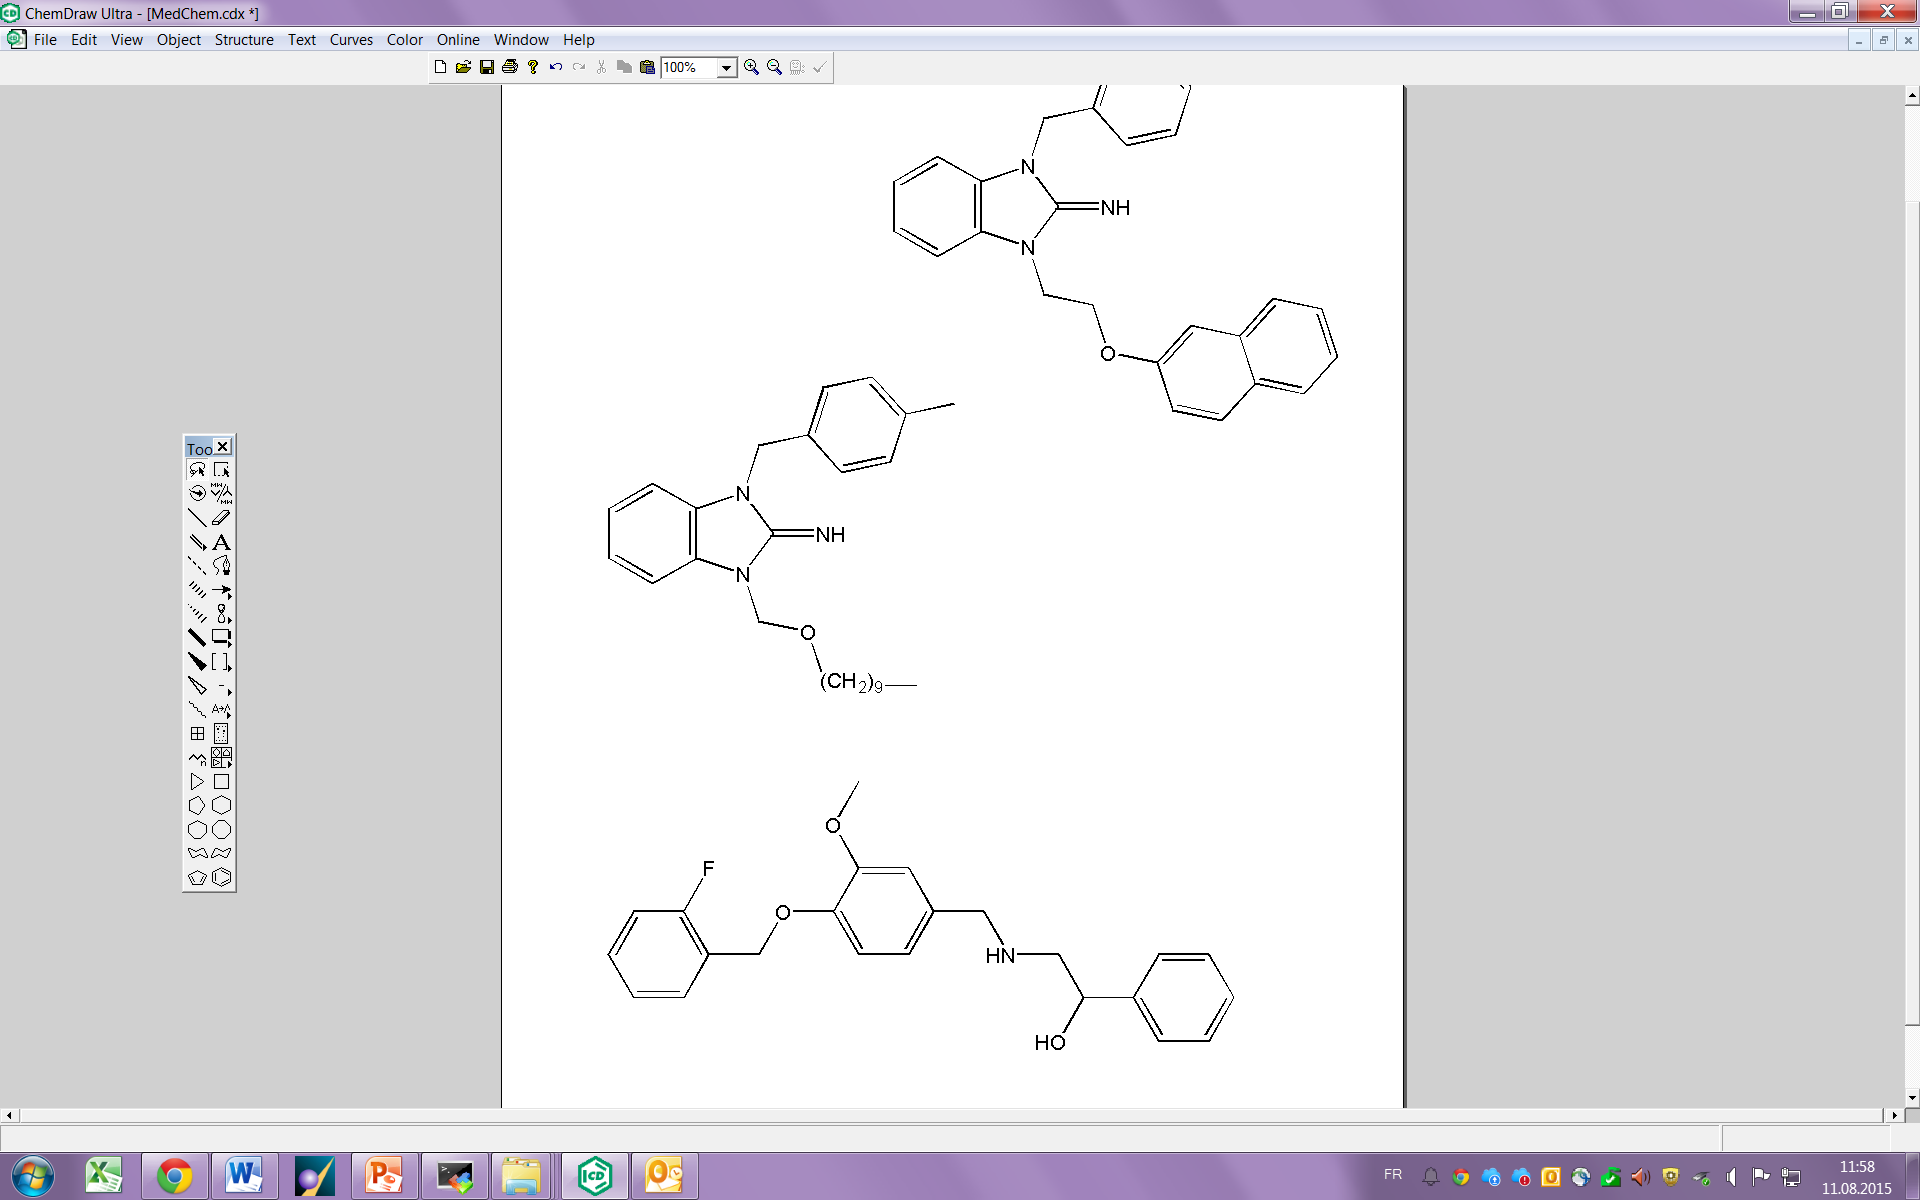 ChemDraw Ultra - [MedChem.cdx *]
File Edit View Object Structure Text Curves Color Online Window Help
100%
N
NH
N
O
Too
N
NH
N
O
(CH2)9
O
F
O
HN
HO
FR
11:58
11.08.2015